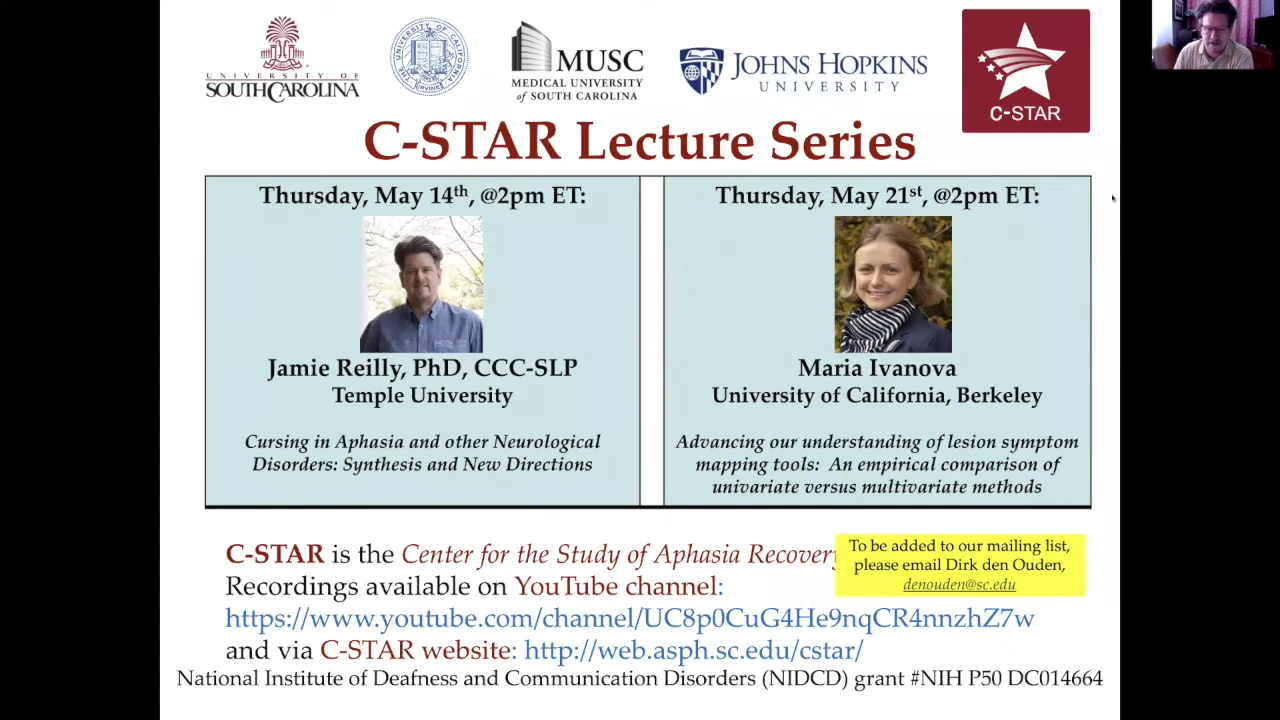 UNIVERSITY OF
SOUTH CAROLINA
MUSC
MEDICAL UNIVERSITY
of SOUTH CAROLINA
JOHNS HOPKINS
UNIVERSITY
C-STAR
C-STAR Lecture Series
Thursday, May 14th, @2pm ET:
Jamie Reilly, PhD, CCC-SLP
Temple University
Cursing in Aphasia and other Neurological
Disorders: Synthesis and New Directions
Thursday, May 21st, @2pm ET:
Maria Ivanova
University of California, Berkeley
Advancing our understanding of lesion symptom
mapping tools: An empirical comparison of
univariate versus multivariate methods
C-STAR is the Center for the Study of Aphasia Recovery
Recordings available on YouTube channel:
https://www.youtube.com/channel/UC8p0CuG4He9nqCR4nnzhZ7w
and via C-STAR website: http://web.asph.sc.edu/cstar/
To be added to our mailing list,
please email Dirk den Ouden,
denouden@sc.edu
National Institute of Deafness and Communication Disorders (NIDCD) grant #NIH P50 DC014664